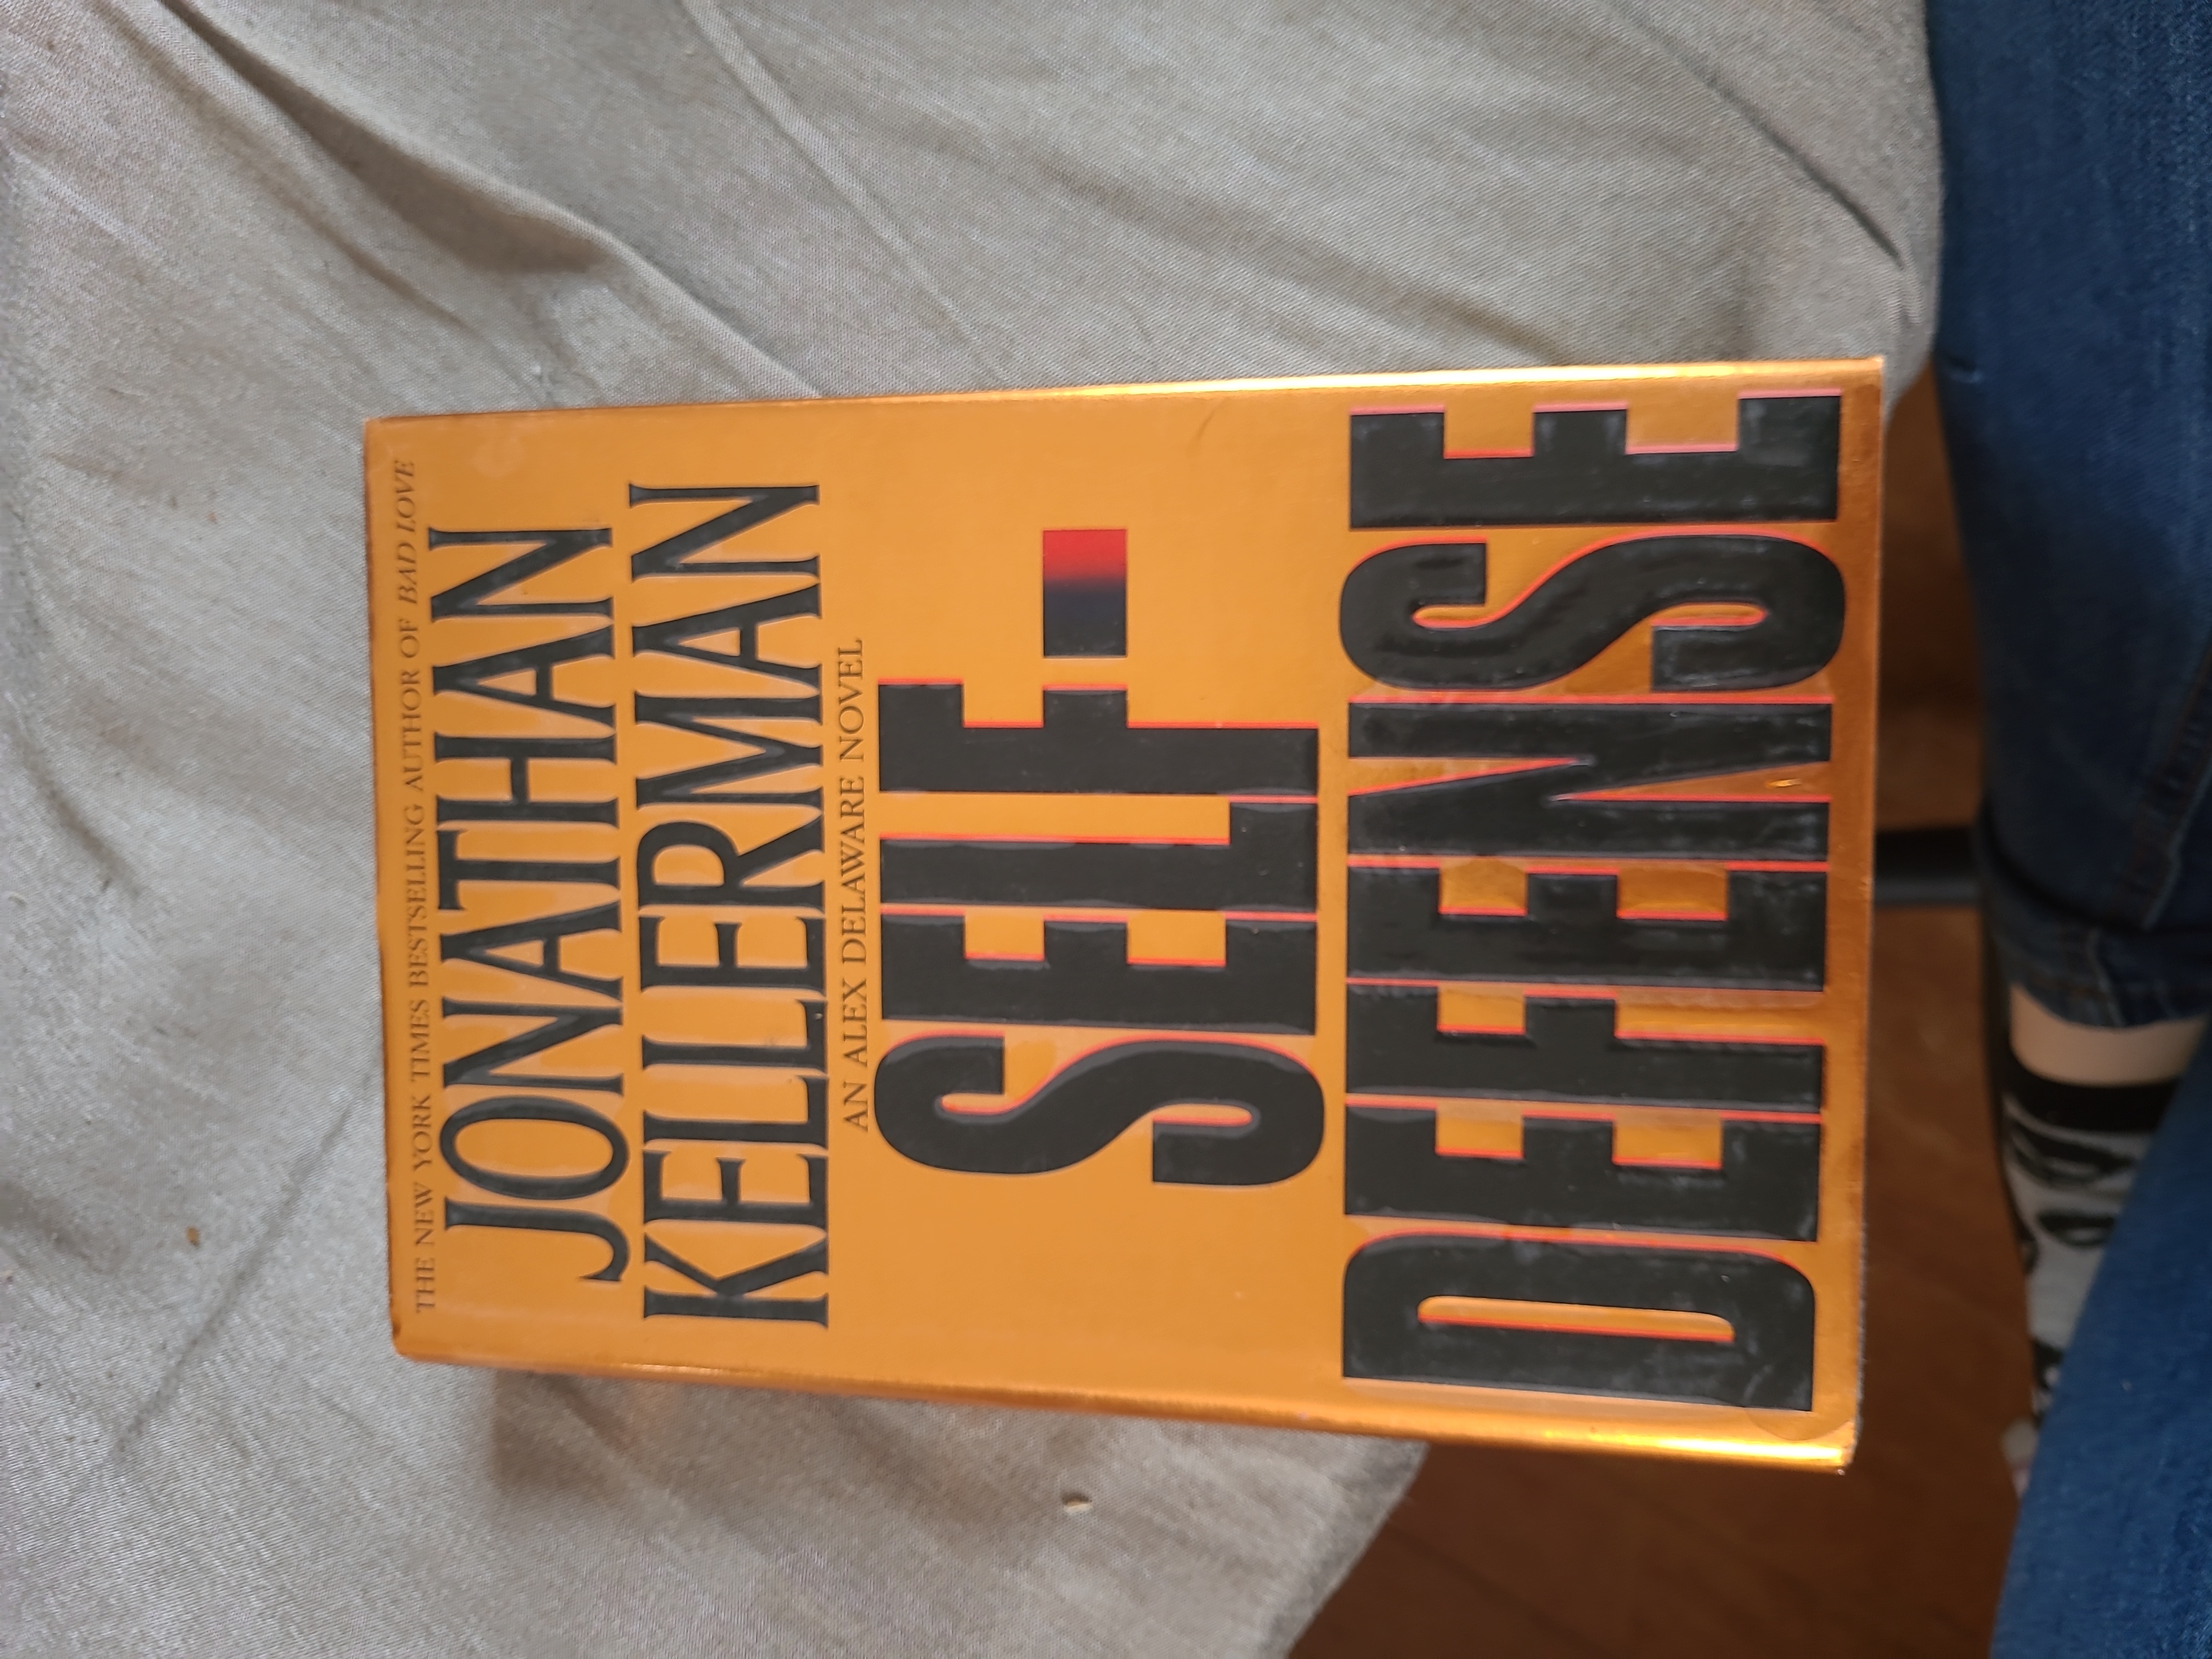 THE NEW YORK TIMES BESTSELLING AUTHOR OF BAD LOVE
JONATHAN
KELLERMAN
AN ALEX DELAWARE NOVEL
SELF-
DEFENSE